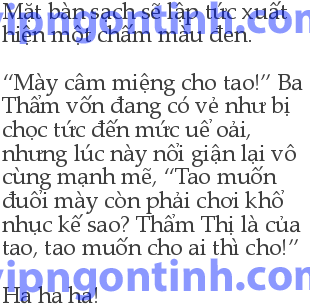 Mặt bàn sạch sẽ lập tức xuất
hiện một chấm màu đen.
“Mày câm miệng cho tao!” Ba
Thẩm vốn đang có vẻ như bị
chọc tức đến mức uể oải,
nhưng lúc này nổi giận lại vô
cùng mạnh mẽ, “Tao muốn
đuổi mày còn phải chơi khổ
nhục kế sao? Thẩm Thị là của
tao, tao muốn cho ai thì cho!”
vipngontinh.com
Ha ha ha!